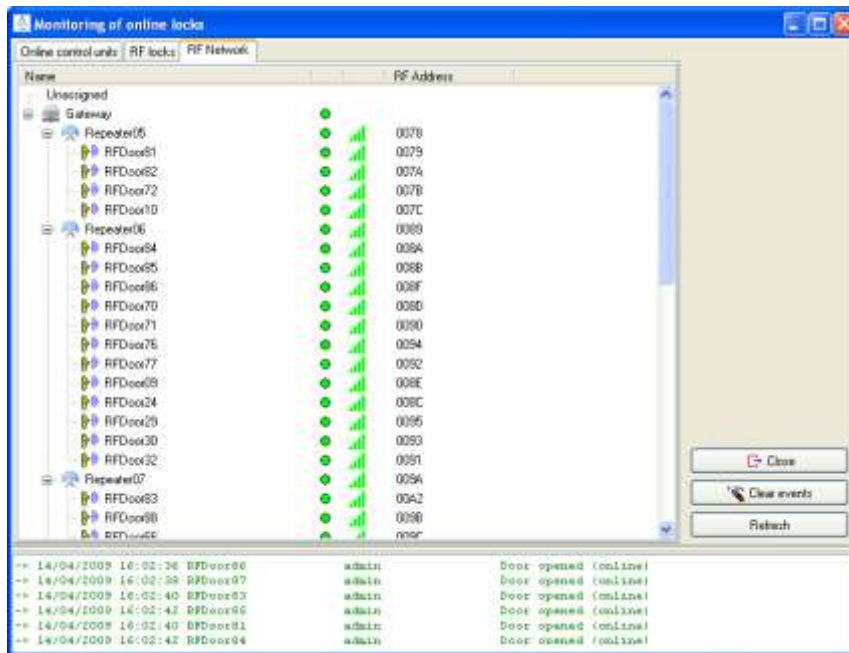 Monitoring of online locks
Online control units RF locks RF Network
Name RF Address
Unassigned
Gateway
Repeater05 0078
RFDoor81 0079
RFDoor82 007A
RFDoor72 007B
RFDoor10 007C
Repeater06 0089
RFDoor84 008A
RFDoor85 008B
RFDoor86 008F
RFDoor70 008D
RFDoor71 0090
RFDoor76 0094
RFDoor77 0092
RFDoor09 008E
RFDoor24 008C
RFDoor29 0095
RFDoor30 0093
RFDoor32 0091
Repeater07 009A
RFDoor83 00A2
RFDoor88 009B
009C
Close
Clear events
Refresh
-> 14/04/2009 16:02:36 RFDoor88 admin Door opened (online)
-> 14/04/2009 16:02:39 RFDoor87 admin Door opened (online)
-> 14/04/2009 16:02:40 RFDoor83 admin Door opened (online)
-> 14/04/2009 16:02:42 RFDoor86 admin Door opened (online)
-> 14/04/2009 16:02:40 RFDoor81 admin Door opened (online)
-> 14/04/2009 16:02:42 RFDoor84 admin Door opened (online)